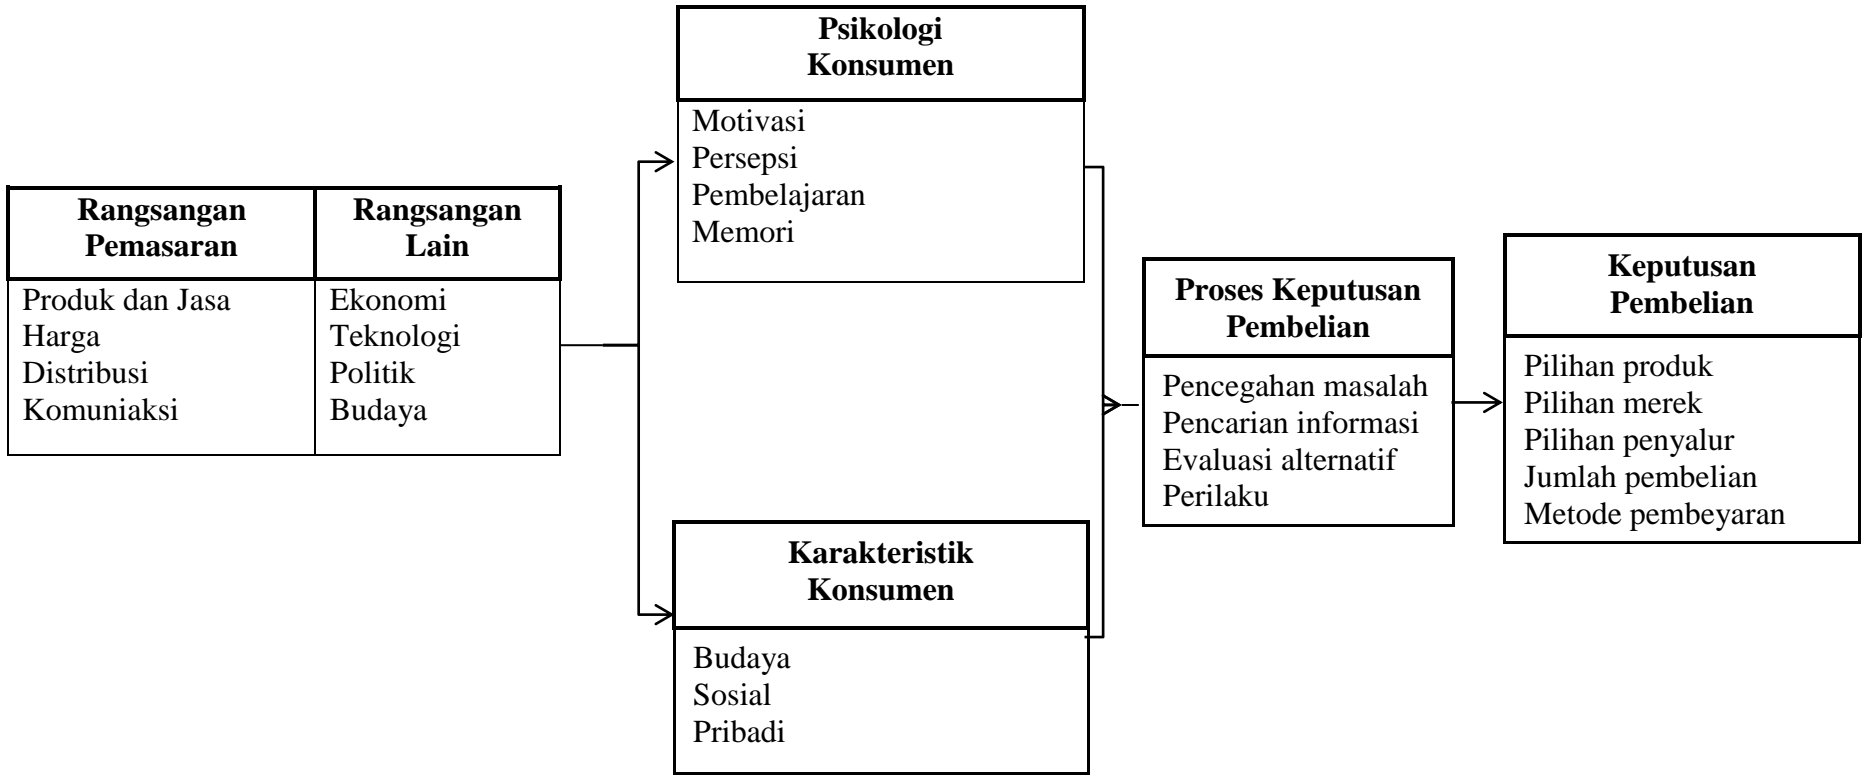 Rangsangan
Pemasaran
Produk dan Jasa
Harga
Distribusi
Komuniaksi
Rangsangan
Lain
Ekonomi
Teknologi
Politik
Budaya
Psikologi
Konsumen
Motivasi
Persepsi
Pembelajaran
Memori
Karakteristik
Konsumen
Budaya
Sosial
Pribadi
Proses Keputusan
Pembelian
Pencegahan masalah
Pencarian informasi
Evaluasi alternatif
Perilaku
Keputusan
Pembelian
Pilihan produk
Pilihan merek
Pilihan penyalur
Jumlah pembelian
Metode pembeyaran